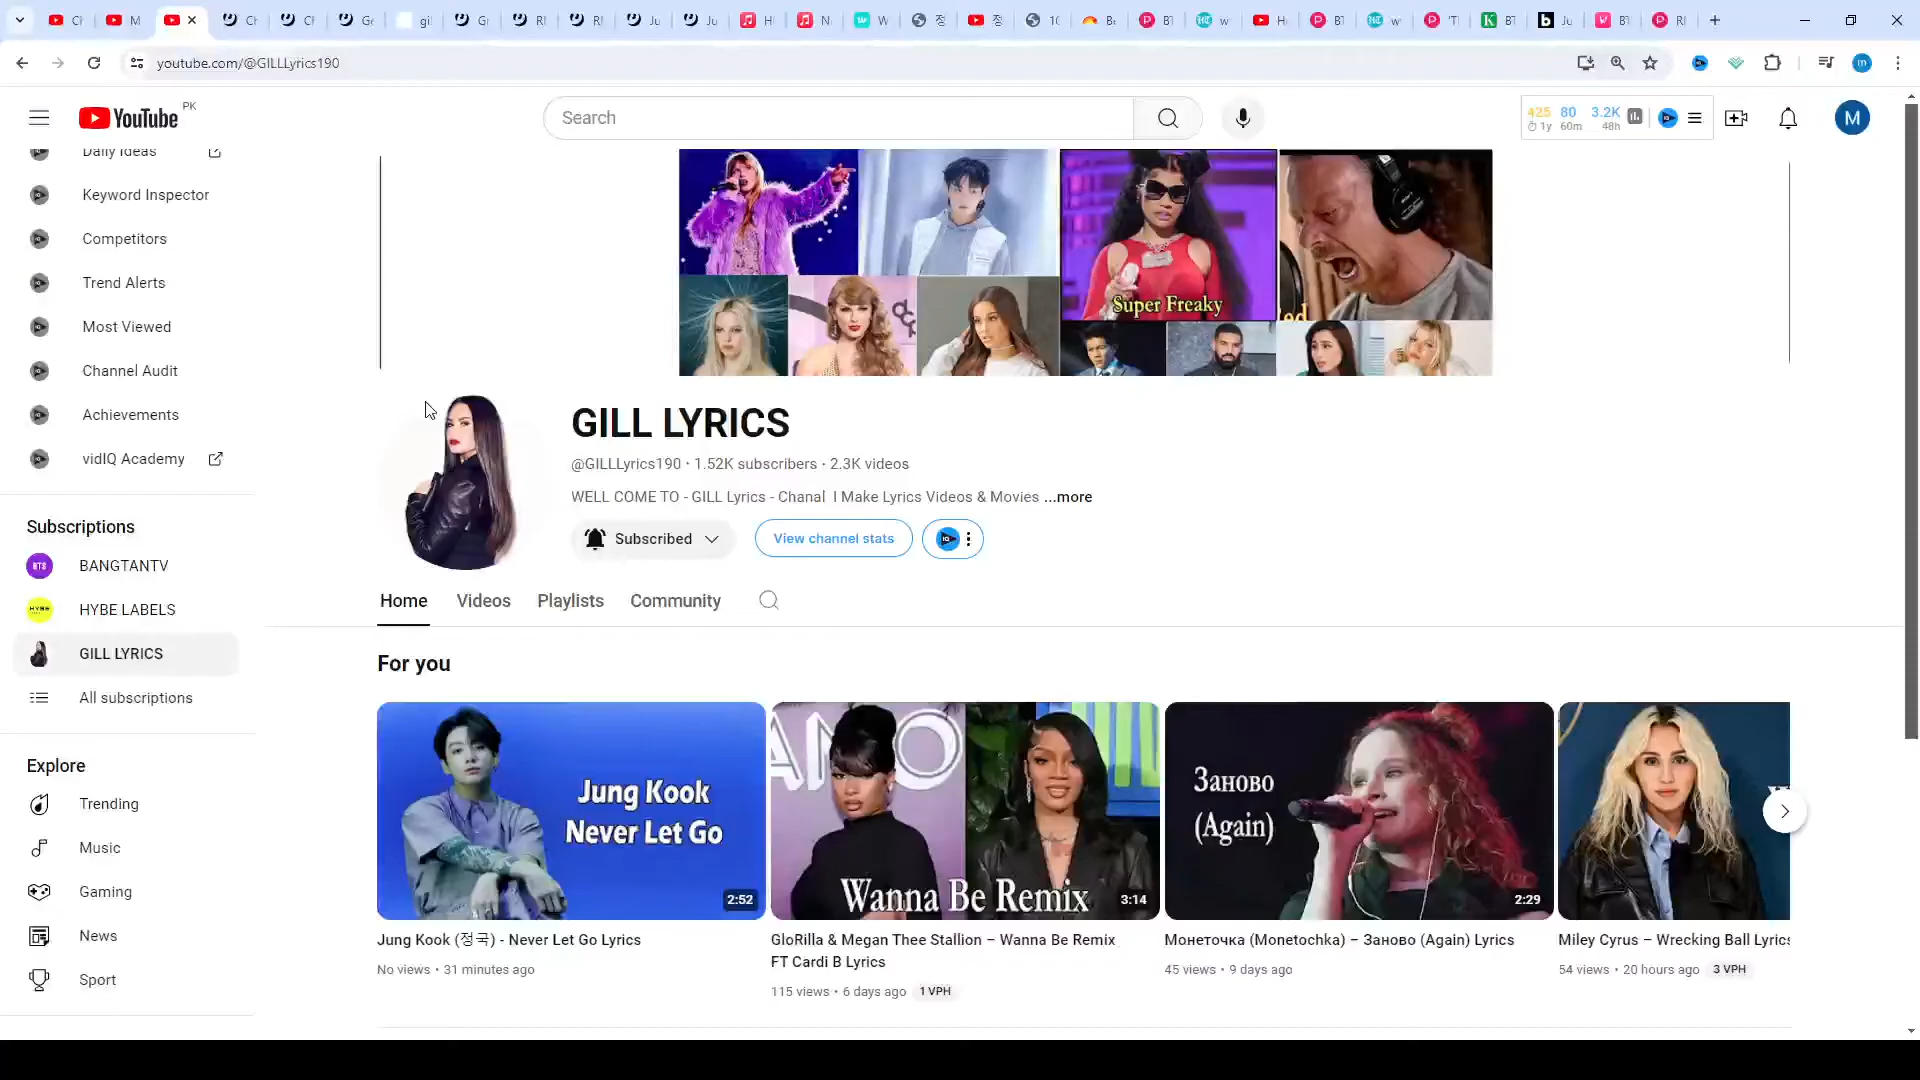 youtube.com/@GILLLyrics190
YouTube PK
Search
425 80 3.2K
1y 60m 48h
M
Daily Ideas
Keyword Inspector
Competitors
Trend Alerts
Most Viewed
Channel Audit
Achievements
vidIQ Academy
Subscriptions
BTS BANGTANTV
HYBE HYBE LABELS
GILL LYRICS
All subscriptions
Explore
Trending
Music
Gaming
News
Sport
Super Freaky
GILL LYRICS
@GILLLyrics190 • 1.52K subscribers • 2.3K videos
WELL COME TO - GILL Lyrics - Chanal I Make Lyrics Videos & Movies ...more
Subscribed
View channel stats
Home Videos Playlists Community
For you
Jung Kook
Never Let Go
2:52
Jung Kook (정국) - Never Let Go Lyrics
No views • 31 minutes ago
Wanna Be Remix
3:14
GloRilla & Megan Thee Stallion – Wanna Be Remix
FT Cardi B Lyrics
115 views • 6 days ago 1 VPH
Заново
(Again)
2:29
Монеточка (Monetochka) – Заново (Again) Lyrics
45 views • 9 days ago
Miley Cyrus – Wrecking Ball Lyrics
54 views • 20 hours ago 3 VPH